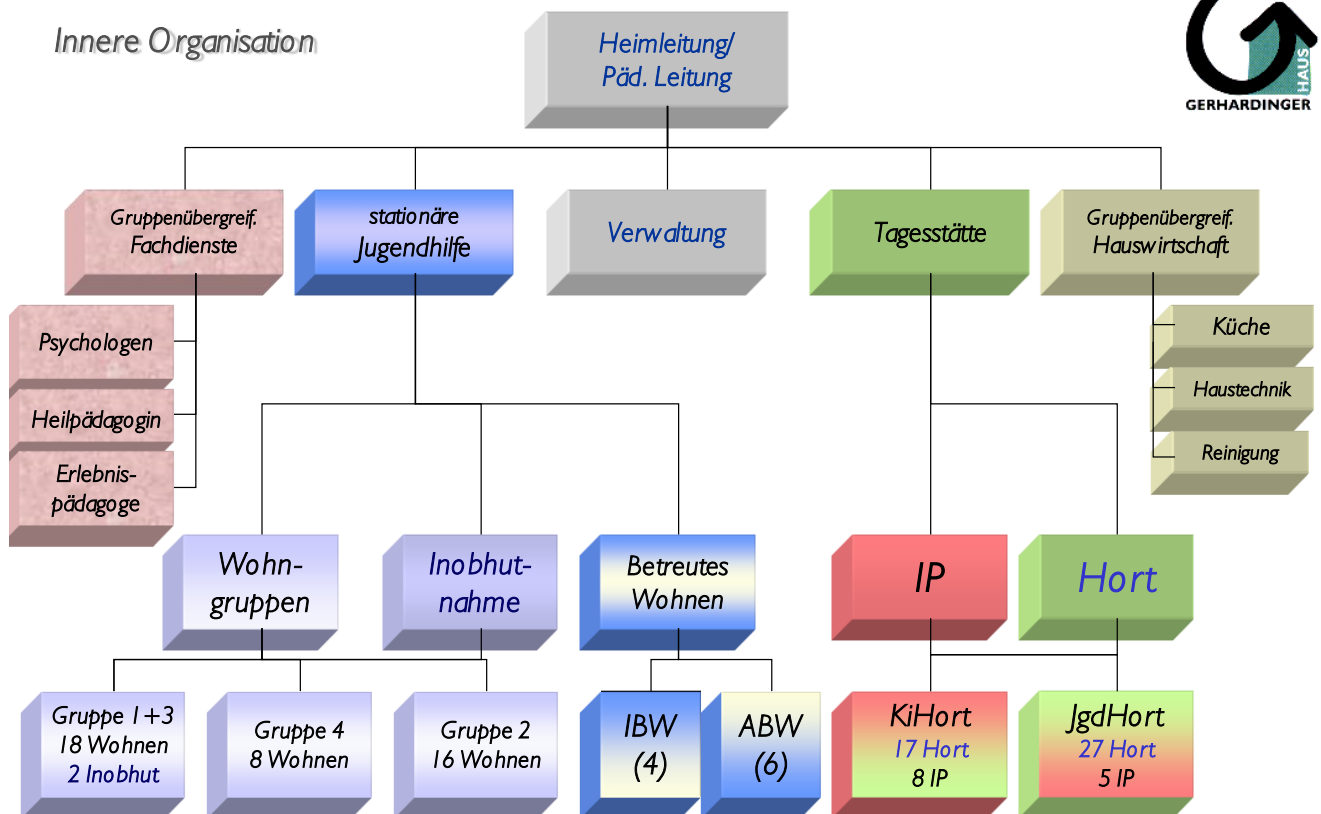 Innere Organisation
Heimleitung/
Päd. Leitung
HAUS
GERHARDINGER
Gruppenübergreif.
Fachdienste
stationäre
Jugendhilfe
Verwaltung
Tagesstätte
Gruppenübergreif.
Hauswirtschaft
Psychologen
Heilpädagogin
Erlebnis-
pädagoge
Küche
Haustechnik
Reinigung
Wohn-
gruppen
Inobhut-
nahme
Betreutes
Wohnen
IP
Hort
Gruppe 1+3
18 Wohnen
2 Inobhut
Gruppe 4
8 Wohnen
Gruppe 2
16 Wohnen
IBW
(4)
ABW
(6)
KiHort
17 Hort
8 IP
JgdHort
27 Hort
5 IP